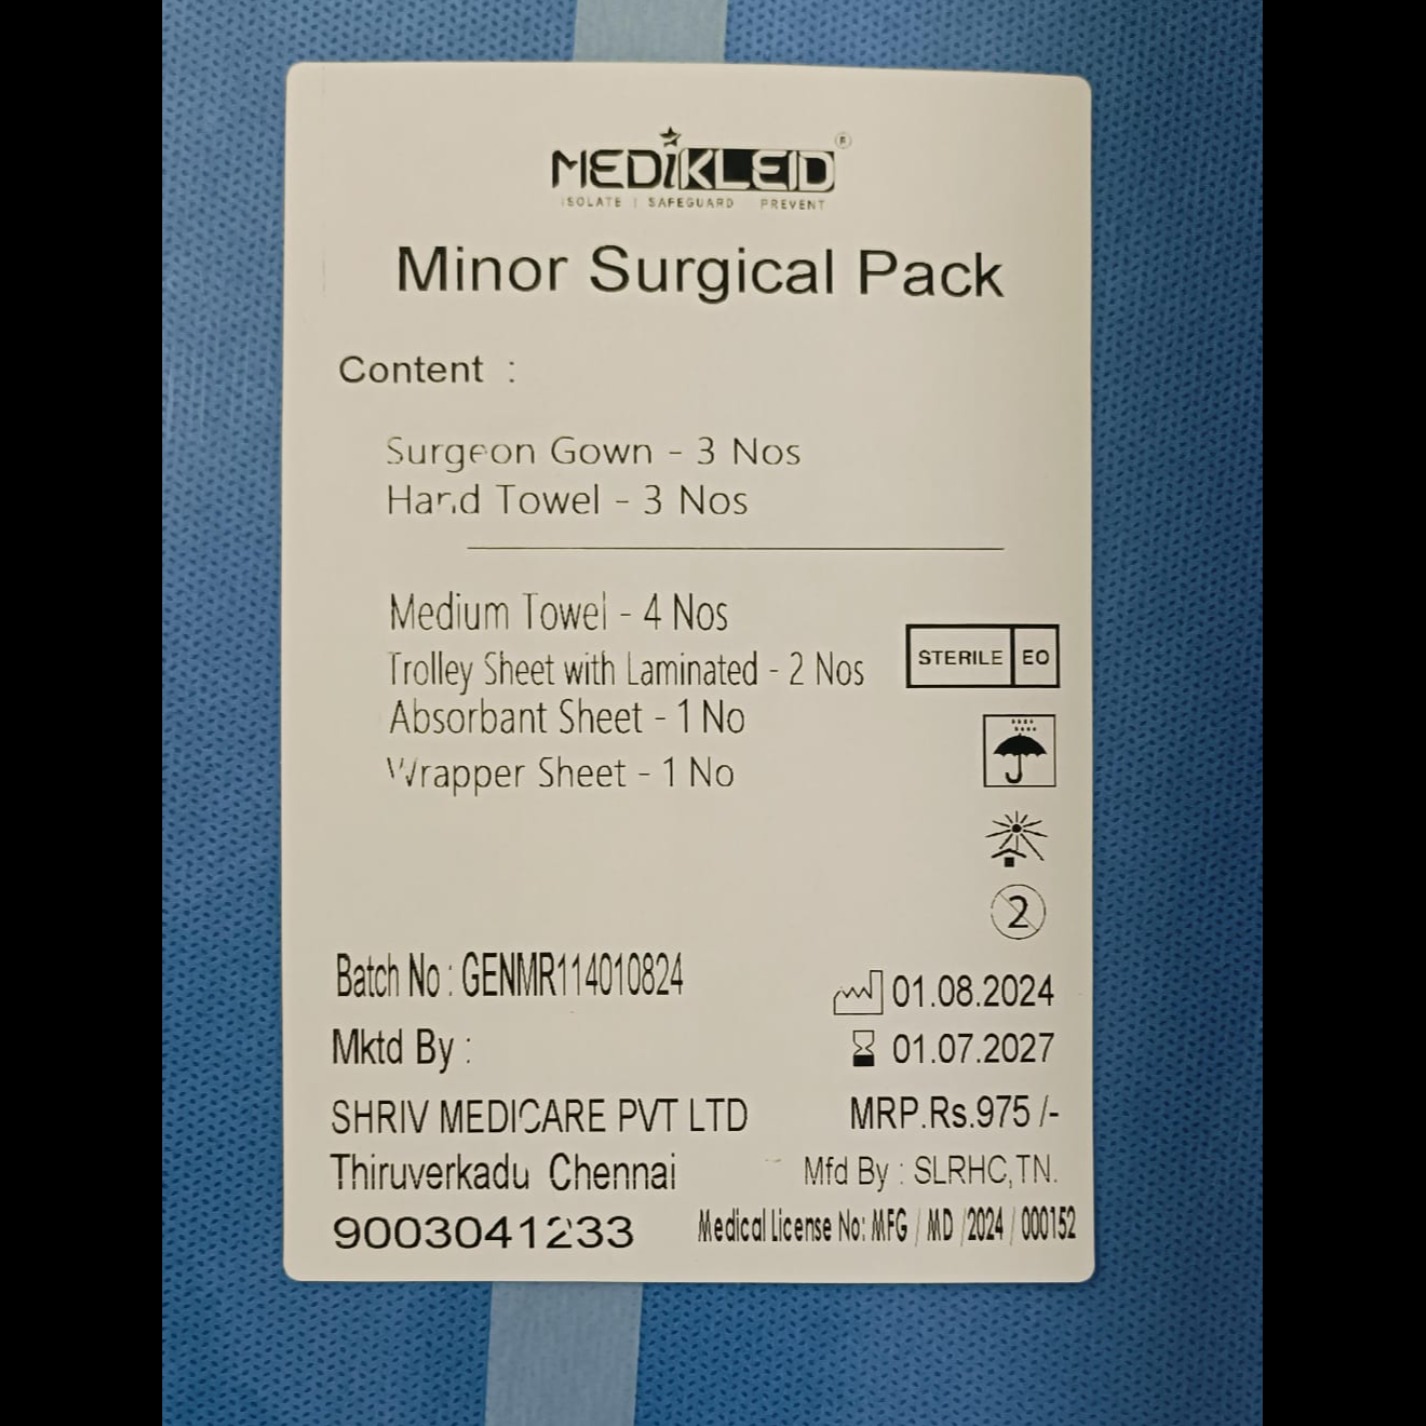 MEDiKLEID ®
ISOLATE | SAFEGUARD PREVENT
Minor Surgical Pack
Content :
Surgeon Gown - 3 Nos
Hand Towel - 3 Nos
Medium Towel - 4 Nos
Trolley Sheet with Laminated - 2 Nos
Absorbant Sheet - 1 No
Wrapper Sheet - 1 No
STERILE EO
2
Batch No : GENMR114010824
01.08.2024
Mktd By :
01.07.2027
SHRIV MEDICARE PVT LTD
MRP.Rs.975 /-
Thiruverkadu Chennai
Mfd By : SLRHC,TN.
9003041233
Medical License No: MFG / MD / 2024 / 000152